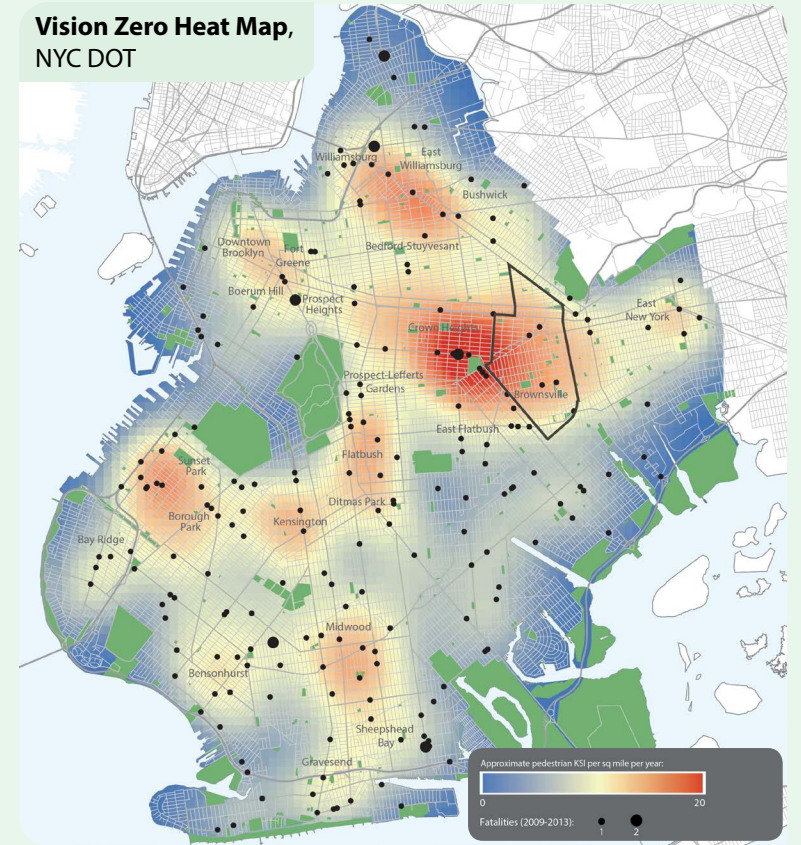 Vision Zero Heat Map,
NYC DOT
Williamsburg
East
Williamsburg
Bushwick
Downtown
Brooklyn
Fort
Greene
Bedford-Stuyvesant
Boerum Hill
Prospect
Heights
East
New York
Crown Heights
Prospect-Lefferts
Gardens
Brownsville
East Flatbush
Flatbush
Sunset
Park
Ditmas Park
Borough
Park
Kensington
Bay Ridge
Midwood
Bensonhurst
Sheepshead
Bay
Gravesend
Approximate pedestrian KSI per sq mile per year:
0
20
Fatalities (2009-2013):
1
2